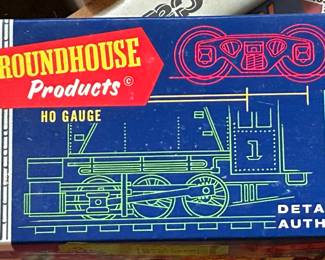 ROUNDHOUSE
Products ©
HO GAUGE
1
DETA
AUTH